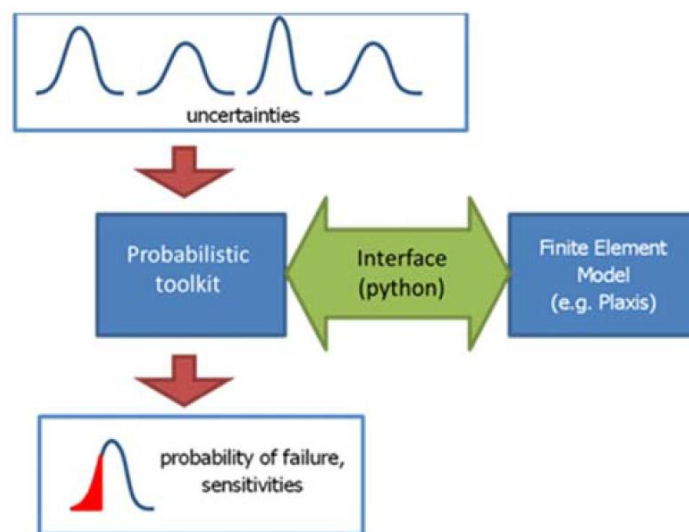 uncertainties
Probabilistic
toolkit
Interface
(python)
Finite Element
Model
(e.g. Plaxis)
probability of failure,
sensitivities